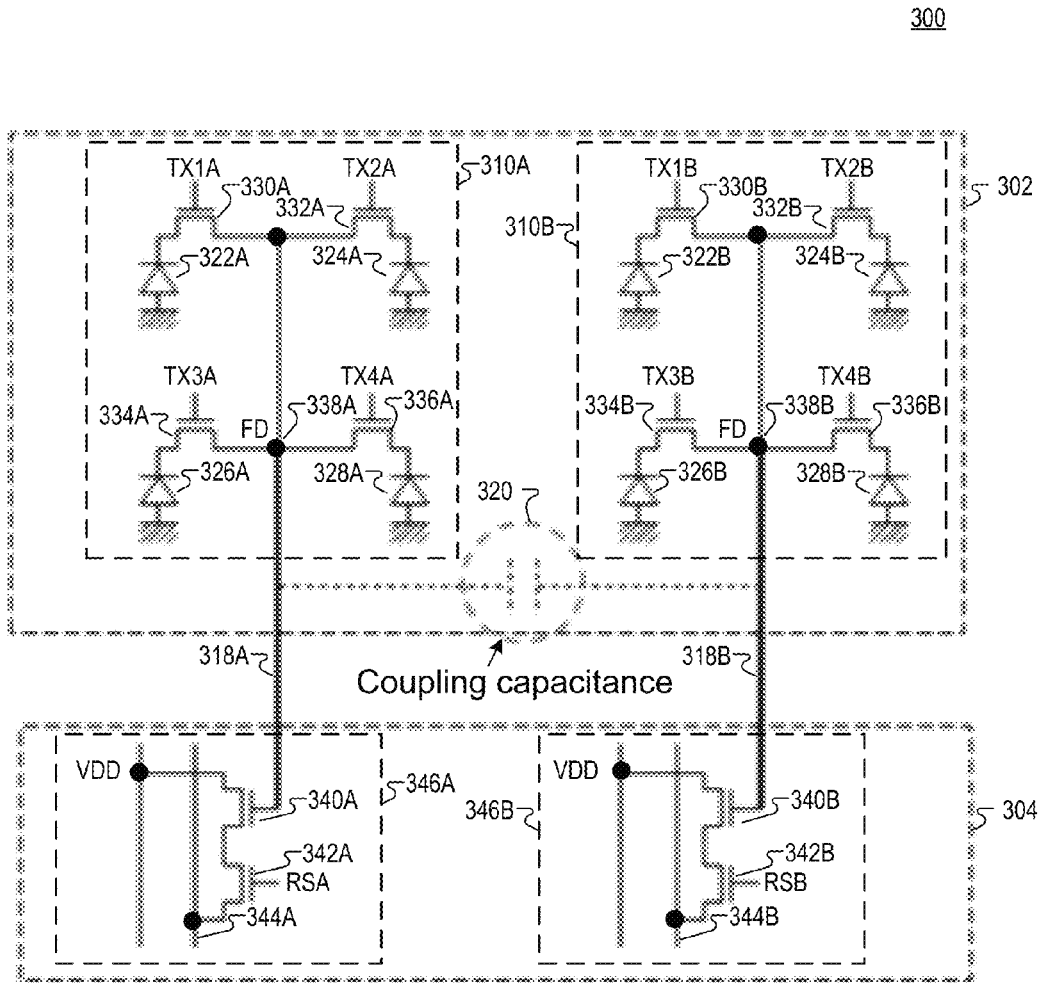 300
TX1A TX2A 310A TX1B TX2B 302
330A 330B
332A 310B 332B
322A 324A 322B 324B
TX3A TX4A TX3B TX4B
334A 338A 336A 334B 338B 336B
FD FD
326A 328A 320 326B 328B
318A 318B
Coupling capacitance
VDD 346A VDD
340A 346B 340B 304
342A 342B
RSA RSB
344A 344B